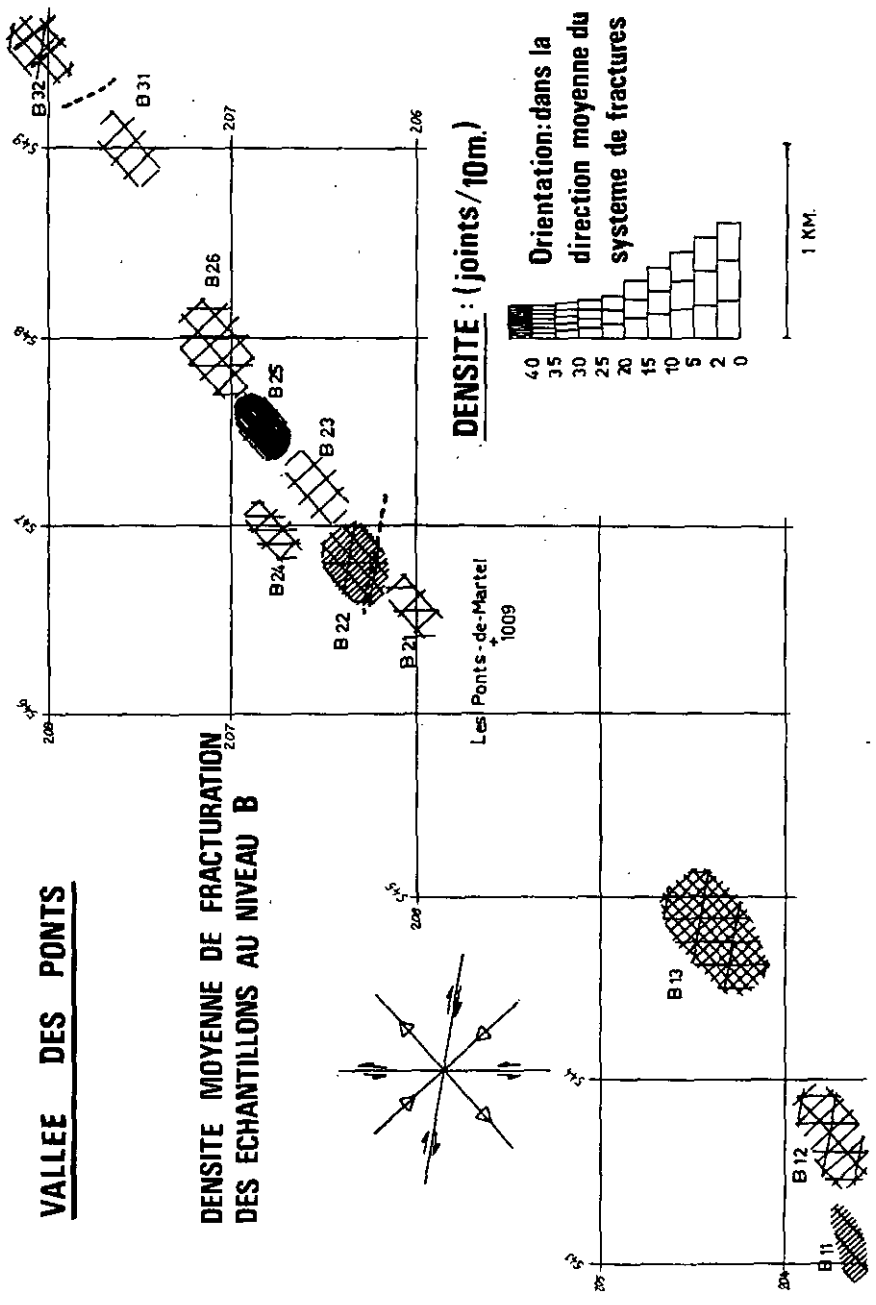 VALLEE DES PONTS
DENSITE MOYENNE DE FRACTURATION
DES ECHANTILLONS AU NIVEAU B
208
207
207
206
206
205
204
543
544
545
546
547
548
549
B 11
B 12
B 13
B 21
B 22
B 24
B 23
B 25
B 26
B 31
B 32
Les Ponts-de-Martel
+
1009
DENSITE : (joints/10m.)
40
35
30
25
20
15
10
5
2
0
Orientation: dans la
direction moyenne du
systeme de fractures
1 KM.